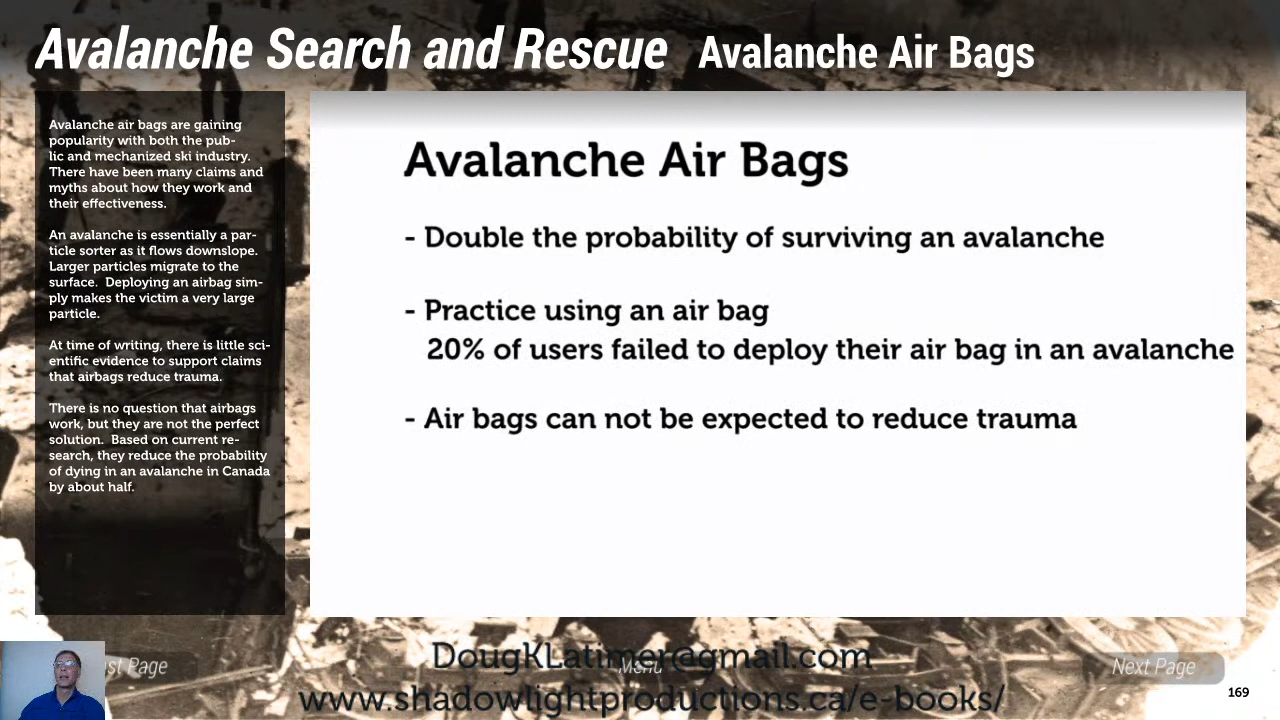 Avalanche Search and Rescue Avalanche Air Bags
Avalanche air bags are gaining
popularity with both the pub-
lic and mechanized ski industry.
There have been many claims and
myths about how they work and
their effectiveness.
An avalanche is essentially a par-
ticle sorter as it flows downslope.
Larger particles migrate to the
surface. Deploying an airbag sim-
ply makes the victim a very large
particle.
At time of writing, there is little sci-
entific evidence to support claims
that airbags reduce trauma.
There is no question that airbags
work, but they are not the perfect
solution. Based on current re-
search, they reduce the probability
of dying in an avalanche in Canada
by about half.
Avalanche Air Bags
- Double the probability of surviving an avalanche
- Practice using an air bag
20% of users failed to deploy their air bag in an avalanche
- Air bags can not be expected to reduce trauma
Page
Menu
Next Page
DougKLatimer@gmail.com
www.shadowlightproductions.ca/e-books/
169